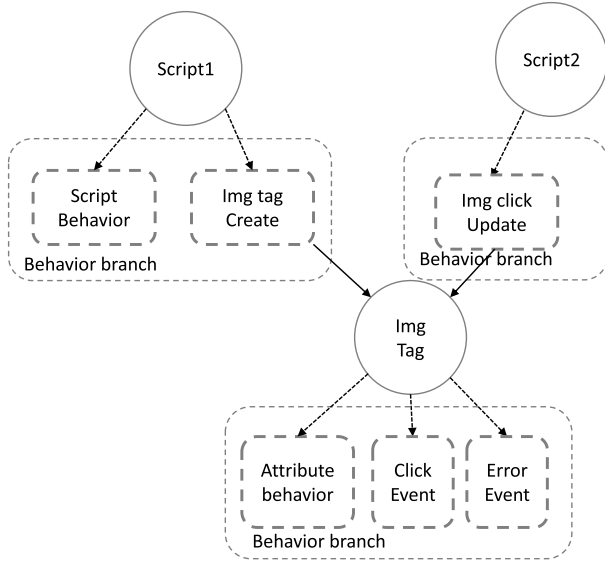 Script1
Script2
Script
Behavior
Img tag
Create
Img click
Update
Behavior branch
Behavior branch
Img
Tag
Attribute
behavior
Click
Event
Error
Event
Behavior branch